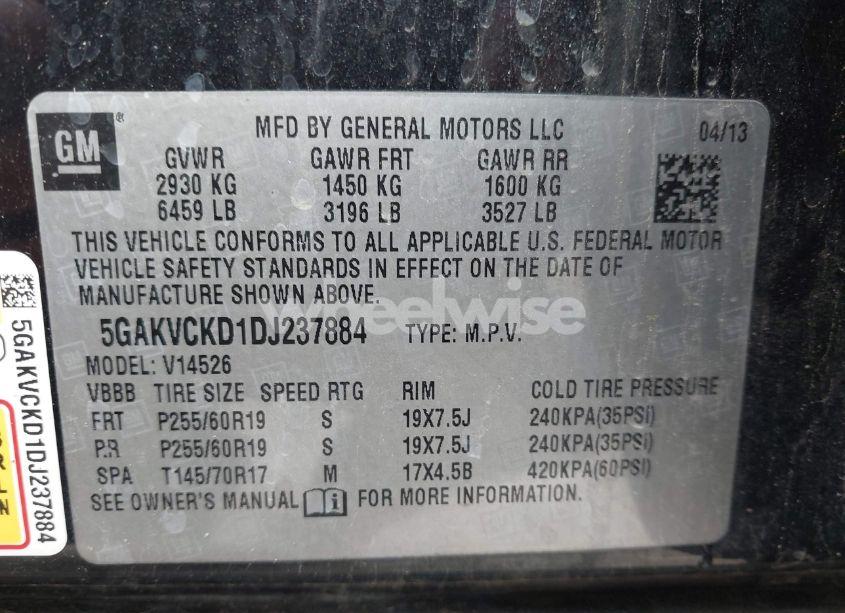 GM
MFD BY GENERAL MOTORS LLC 04/13
GVWR GAWR FRT GAWR RR
2930 KG 1450 KG 1600 KG
6459 LB 3196 LB 3527 LB
THIS VEHICLE CONFORMS TO ALL APPLICABLE U.S. FEDERAL MOTOR
VEHICLE SAFETY STANDARDS IN EFFECT ON THE DATE OF
MANUFACTURE SHOWN ABOVE.
wheelwise
5GAKVCKD1DJ237884 TYPE: M.P.V.
MODEL: V14526
VBBB TIRE SIZE SPEED RTG RIM COLD TIRE PRESSURE
FRT P255/60R19 S 19X7.5J 240KPA(35PSI)
RR P255/60R19 S 19X7.5J 240KPA(35PSI)
SPA T145/70R17 M 17X4.5B 420KPA(60PSI)
SEE OWNER'S MANUAL FOR MORE INFORMATION.
5GAKVCKD1DJ237884